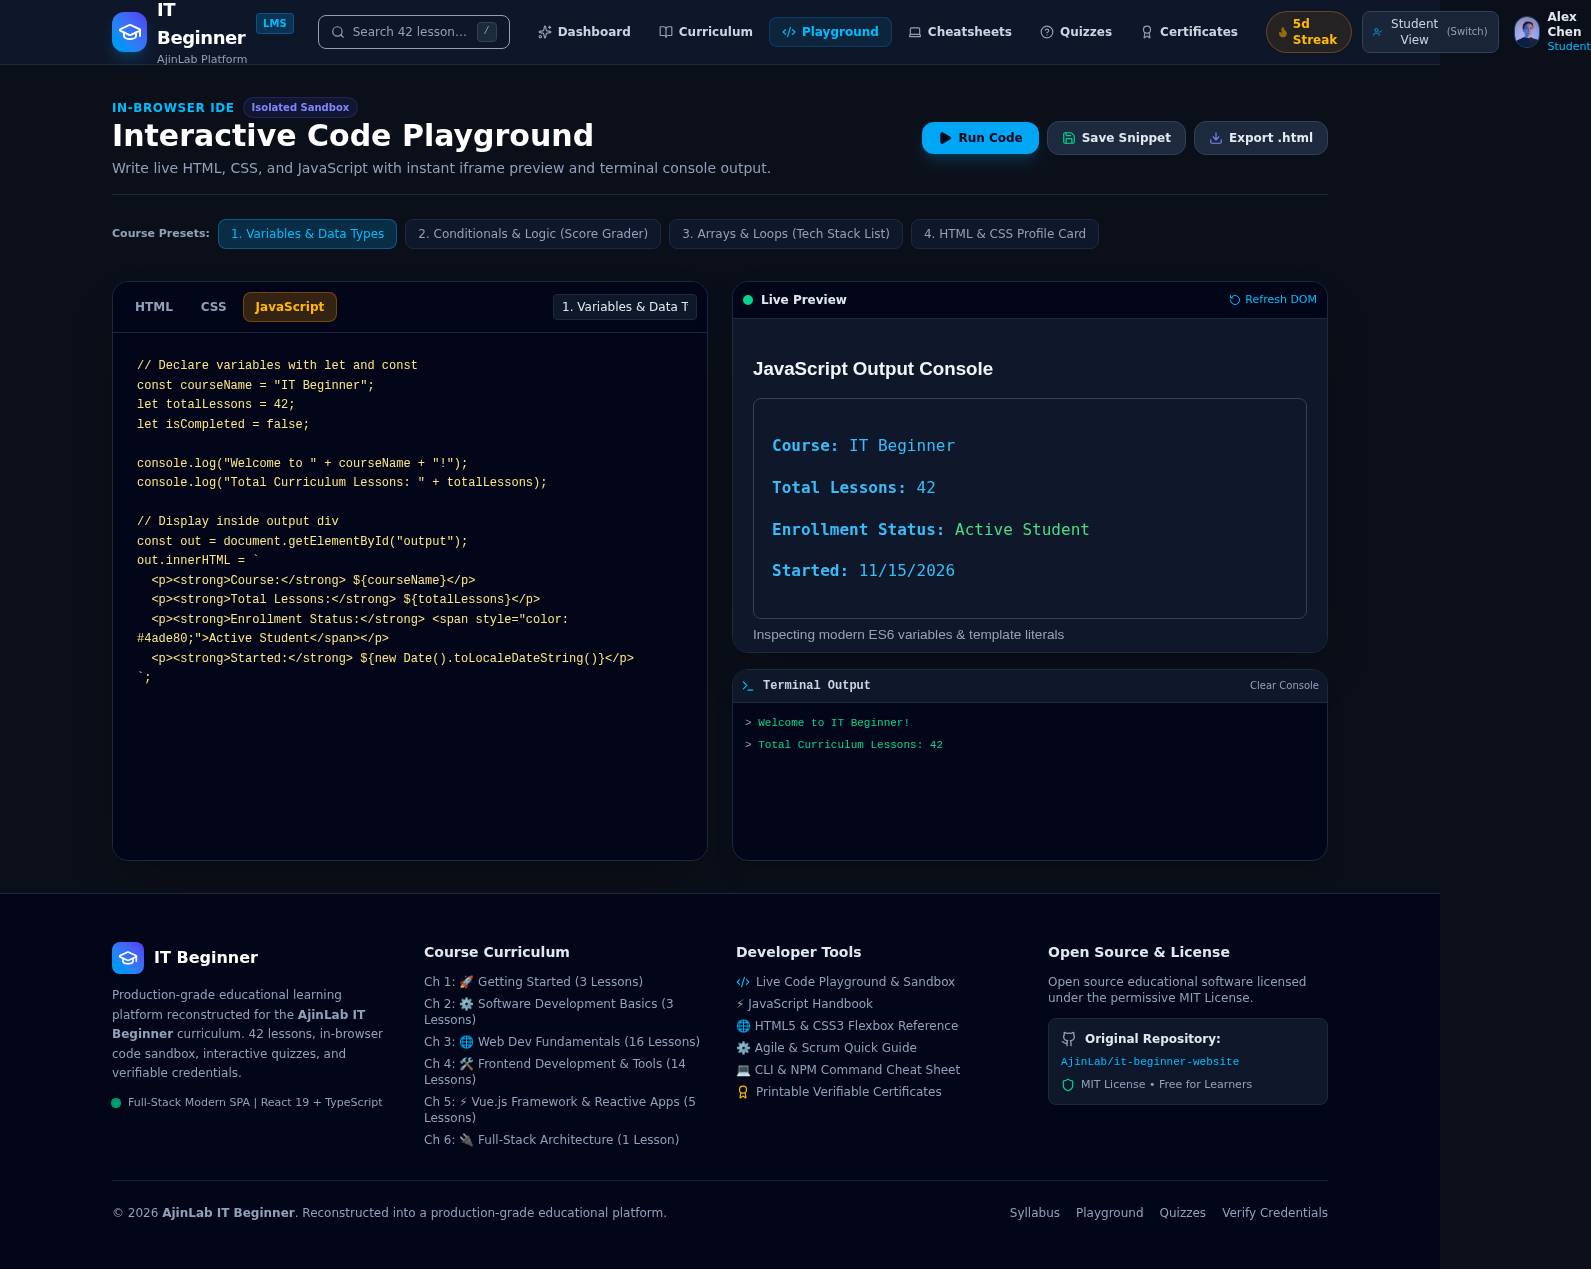 IT
Beginner
LMS
AjinLab Platform
Search 42 lesson...
/
Dashboard
Curriculum
Playground
Cheatsheets
Quizzes
Certificates
5d
Streak
Student
View
(Switch)
Alex
Chen
Student
IN-BROWSER IDE
Isolated Sandbox
Interactive Code Playground
Write live HTML, CSS, and JavaScript with instant iframe preview and terminal console output.
Run Code
Save Snippet
Export .html
Course Presets:
1. Variables & Data Types
2. Conditionals & Logic (Score Grader)
3. Arrays & Loops (Tech Stack List)
4. HTML & CSS Profile Card
HTML
CSS
JavaScript
1. Variables & Data T
// Declare variables with let and const
const courseName = "IT Beginner";
let totalLessons = 42;
let isCompleted = false;
console.log("Welcome to " + courseName + "!");
console.log("Total Curriculum Lessons: " + totalLessons);
// Display inside output div
const out = document.getElementById("output");
out.innerHTML = `
<p><strong>Course:</strong> ${courseName}</p>
<p><strong>Total Lessons:</strong> ${totalLessons}</p>
<p><strong>Enrollment Status:</strong> <span style="color:
#4ade80;">Active Student</span></p>
<p><strong>Started:</strong> ${new Date().toLocaleDateString()}</p>
`;
Live Preview
Refresh DOM
JavaScript Output Console
Course: IT Beginner
Total Lessons: 42
Enrollment Status: Active Student
Started: 11/15/2026
Inspecting modern ES6 variables & template literals
Terminal Output
Clear Console
> Welcome to IT Beginner!
> Total Curriculum Lessons: 42
IT Beginner
Production-grade educational learning
platform reconstructed for the AjinLab IT
Beginner curriculum. 42 lessons, in-browser
code sandbox, interactive quizzes, and
verifiable credentials.
Full-Stack Modern SPA | React 19 + TypeScript
Course Curriculum
Ch 1: 🚀 Getting Started (3 Lessons)
Ch 2: ⚙️ Software Development Basics (3
Lessons)
Ch 3: 🌐 Web Dev Fundamentals (16 Lessons)
Ch 4: 🛠️ Frontend Development & Tools (14
Lessons)
Ch 5: ⚡ Vue.js Framework & Reactive Apps (5
Lessons)
Ch 6: 🔌 Full-Stack Architecture (1 Lesson)
Developer Tools
Live Code Playground & Sandbox
⚡ JavaScript Handbook
🌐 HTML5 & CSS3 Flexbox Reference
⚙️ Agile & Scrum Quick Guide
💻 CLI & NPM Command Cheat Sheet
Printable Verifiable Certificates
Open Source & License
Open source educational software licensed
under the permissive MIT License.
Original Repository:
AjinLab/it-beginner-website
MIT License • Free for Learners
© 2026 AjinLab IT Beginner. Reconstructed into a production-grade educational platform.
Syllabus
Playground
Quizzes
Verify Credentials